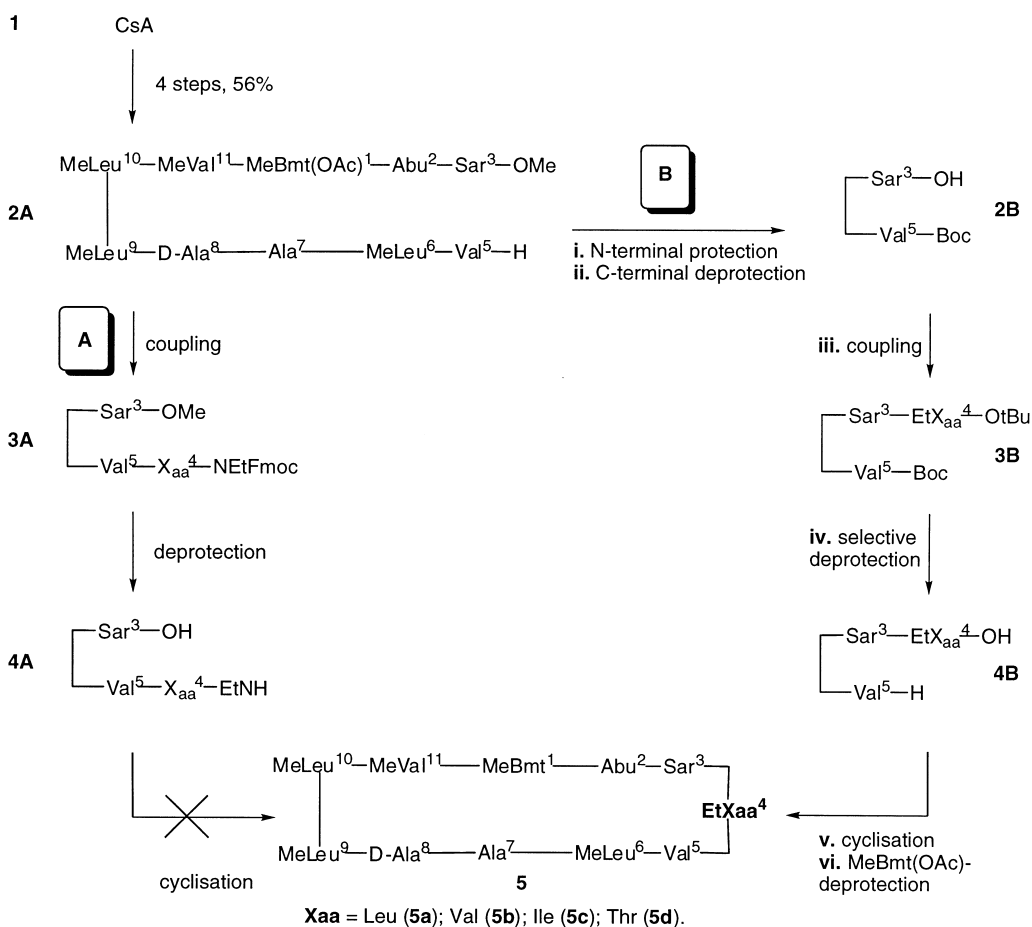 1 CsA
4 steps, 56%
MeLeu10—MeVal11—MeBmt(OAc)1—Abu2—Sar3—OMe
2A
MeLeu9—D-Ala8—Ala7—MeLeu6—Val5—H
B
i. N-terminal protection
ii. C-terminal deprotection
Sar3—OH
2B
Val5—Boc
A
coupling
iii. coupling
Sar3—OMe
3A
Val5—Xaa4—NEtFmoc
Sar3—EtXaa4—OtBu
3B
Val5—Boc
deprotection
iv. selective
deprotection
Sar3—OH
4A
Val5—Xaa4—EtNH
Sar3—EtXaa4—OH
4B
Val5—H
MeLeu10—MeVal11—MeBmt1—Abu2—Sar3
EtXaa4
MeLeu9—D-Ala8—Ala7—MeLeu6—Val5
cyclisation
5
v. cyclisation
vi. MeBmt(OAc)-
deprotection
Xaa = Leu (5a); Val (5b); Ile (5c); Thr (5d).